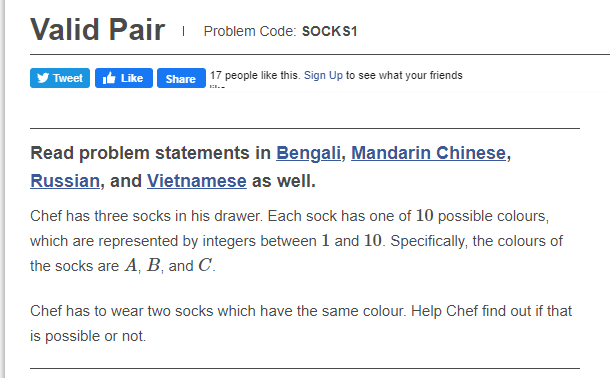 Valid Pair | Problem Code: SOCKS1
Tweet Like Share 17 people like this. Sign Up to see what your friends
Read problem statements in Bengali, Mandarin Chinese,
Russian, and Vietnamese as well.
Chef has three socks in his drawer. Each sock has one of 10 possible colours,
which are represented by integers between 1 and 10. Specifically, the colours of
the socks are A, B, and C.
Chef has to wear two socks which have the same colour. Help Chef find out if that
is possible or not.